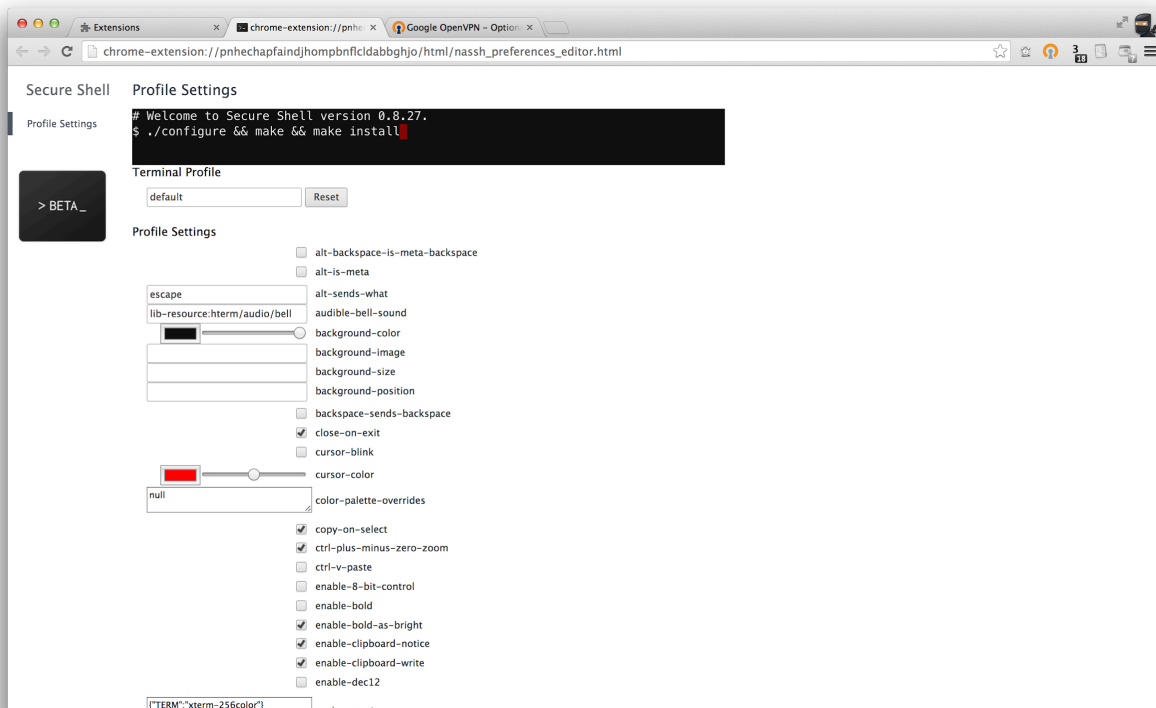 Extensions
chrome-extension://pnhe
Google OpenVPN – Option
chrome-extension://pnhechapfaindjhompbnflcldabbghjo/html/nassh_preferences_editor.html
3
18
Secure Shell
Profile Settings
Profile Settings
# Welcome to Secure Shell version 0.8.27.
$ ./configure && make && make install
> BETA_
Terminal Profile
default
Reset
Profile Settings
alt-backspace-is-meta-backspace
alt-is-meta
escape alt-sends-what
lib-resource:hterm/audio/bell audible-bell-sound
background-color
background-image
background-size
background-position
backspace-sends-backspace
close-on-exit
cursor-blink
cursor-color
null color-palette-overrides
copy-on-select
ctrl-plus-minus-zero-zoom
ctrl-v-paste
enable-8-bit-control
enable-bold
enable-bold-as-bright
enable-clipboard-notice
enable-clipboard-write
enable-dec12
{"TERM":"xterm-256color"}